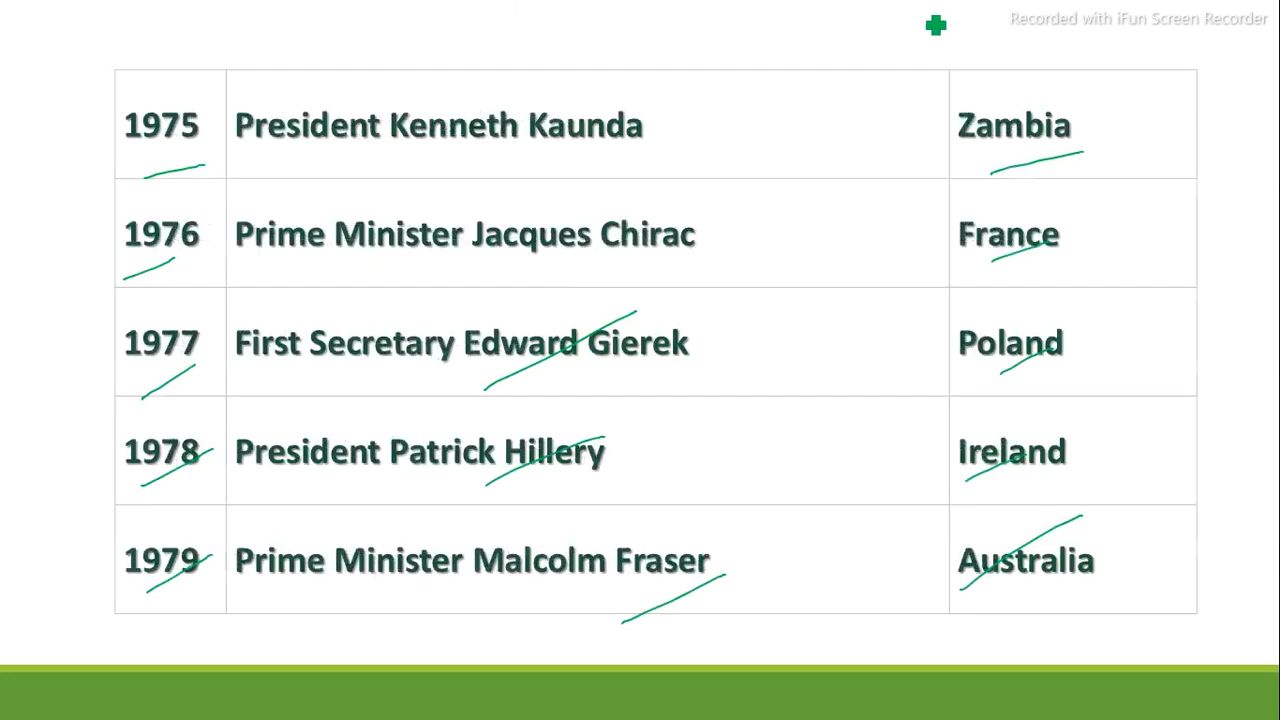 Recorded with iFun Screen Recorder
1975 President Kenneth Kaunda Zambia
1976 Prime Minister Jacques Chirac France
1977 First Secretary Edward Gierek Poland
1978 President Patrick Hillery Ireland
1979 Prime Minister Malcolm Fraser Australia